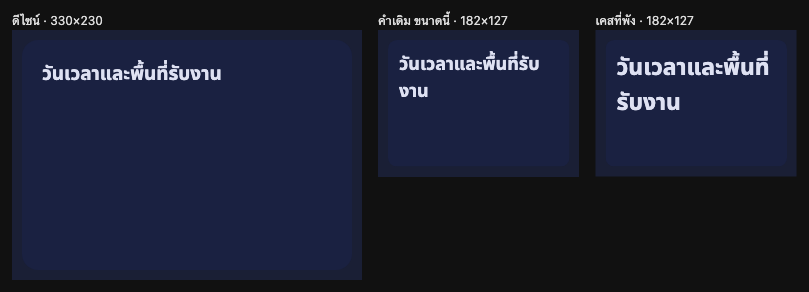 ดีไซน์ · 330×230
วันเวลาและพื้นที่รับงาน
ค่าเดิม ขนาดนี้ · 182×127
วันเวลาและพื้นที่รับ
งาน
เคสที่พัง · 182×127
วันเวลาและพื้นที่
รับงาน